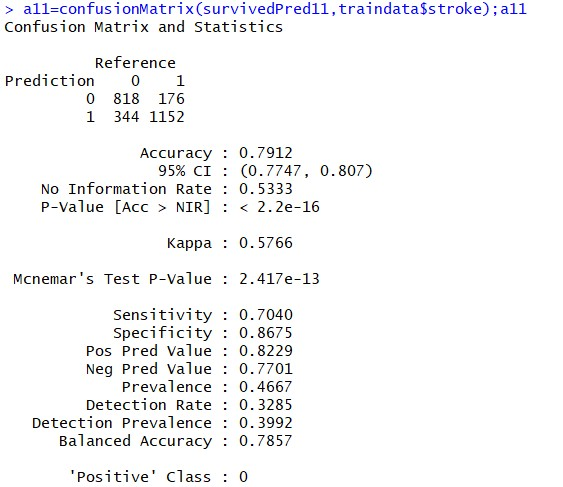 > a11=confusionMatrix(survivedPred11,traindata$stroke);a11
Confusion Matrix and Statistics

          Reference
Prediction    0    1
         0  818  176
         1  344 1152

               Accuracy : 0.7912
                 95% CI : (0.7747, 0.807)
    No Information Rate : 0.5333
    P-Value [Acc > NIR] : < 2.2e-16

                  Kappa : 0.5766

 Mcnemar's Test P-Value : 2.417e-13

            Sensitivity : 0.7040
            Specificity : 0.8675
         Pos Pred Value : 0.8229
         Neg Pred Value : 0.7701
             Prevalence : 0.4667
         Detection Rate : 0.3285
   Detection Prevalence : 0.3992
      Balanced Accuracy : 0.7857

       'Positive' Class : 0